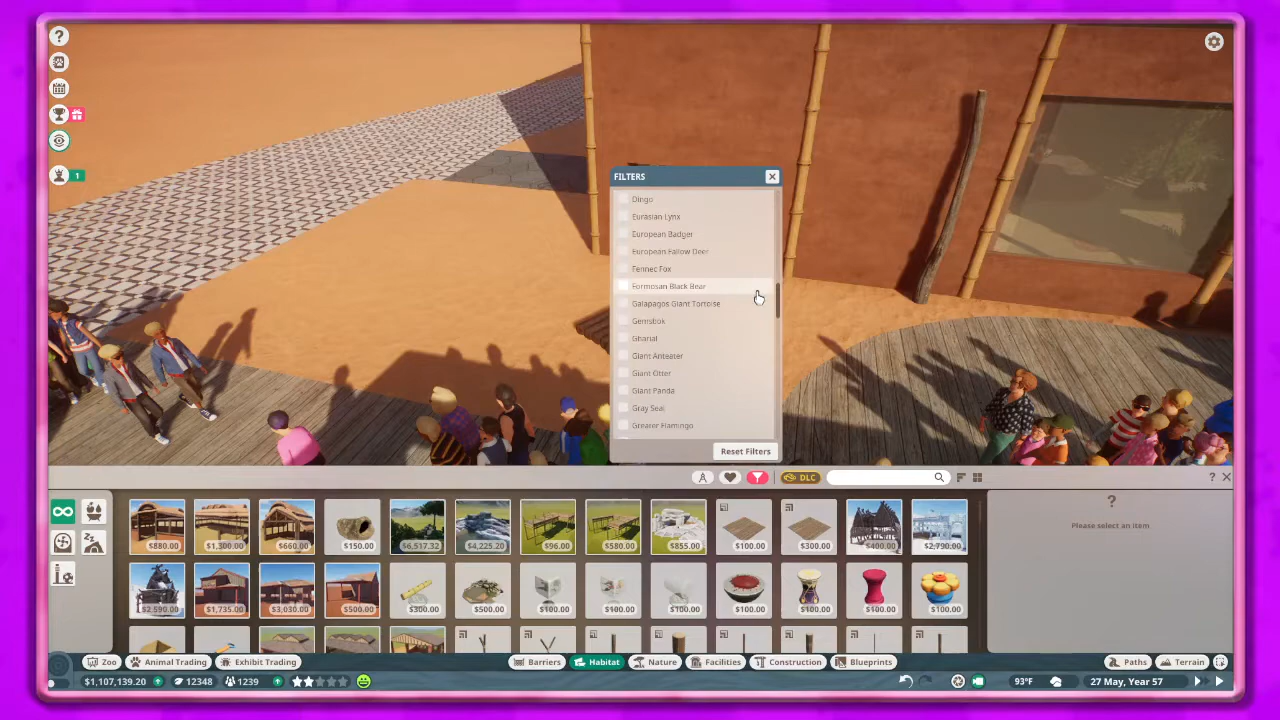 ?
1
FILTERS
Dingo
Eurasian Lynx
European Badger
European Fallow Deer
Fennec Fox
Formosan Black Bear
Galapagos Giant Tortoise
Gemsbok
Gharial
Giant Anteater
Giant Otter
Giant Panda
Gray Seal
Greater Flamingo
Reset Filters
DLC
?
$880.00 $1,300.00 $660.00 $150.00 $6,517.32 $4,225.20 $96.00 $580.00 $855.00 $100.00 $300.00 $400.00 $2,790.00
?
Please select an item
$2,590.00 $1,735.00 $3,030.00 $500.00 $300.00 $500.00 $100.00 $100.00 $100.00 $100.00 $100.00 $100.00 $100.00
Zoo Animal Trading Exhibit Trading Barriers Habitat Nature Facilities Construction Blueprints Paths Terrain
$1,107,139.20 12348 1239 93°F 27 May, Year 57